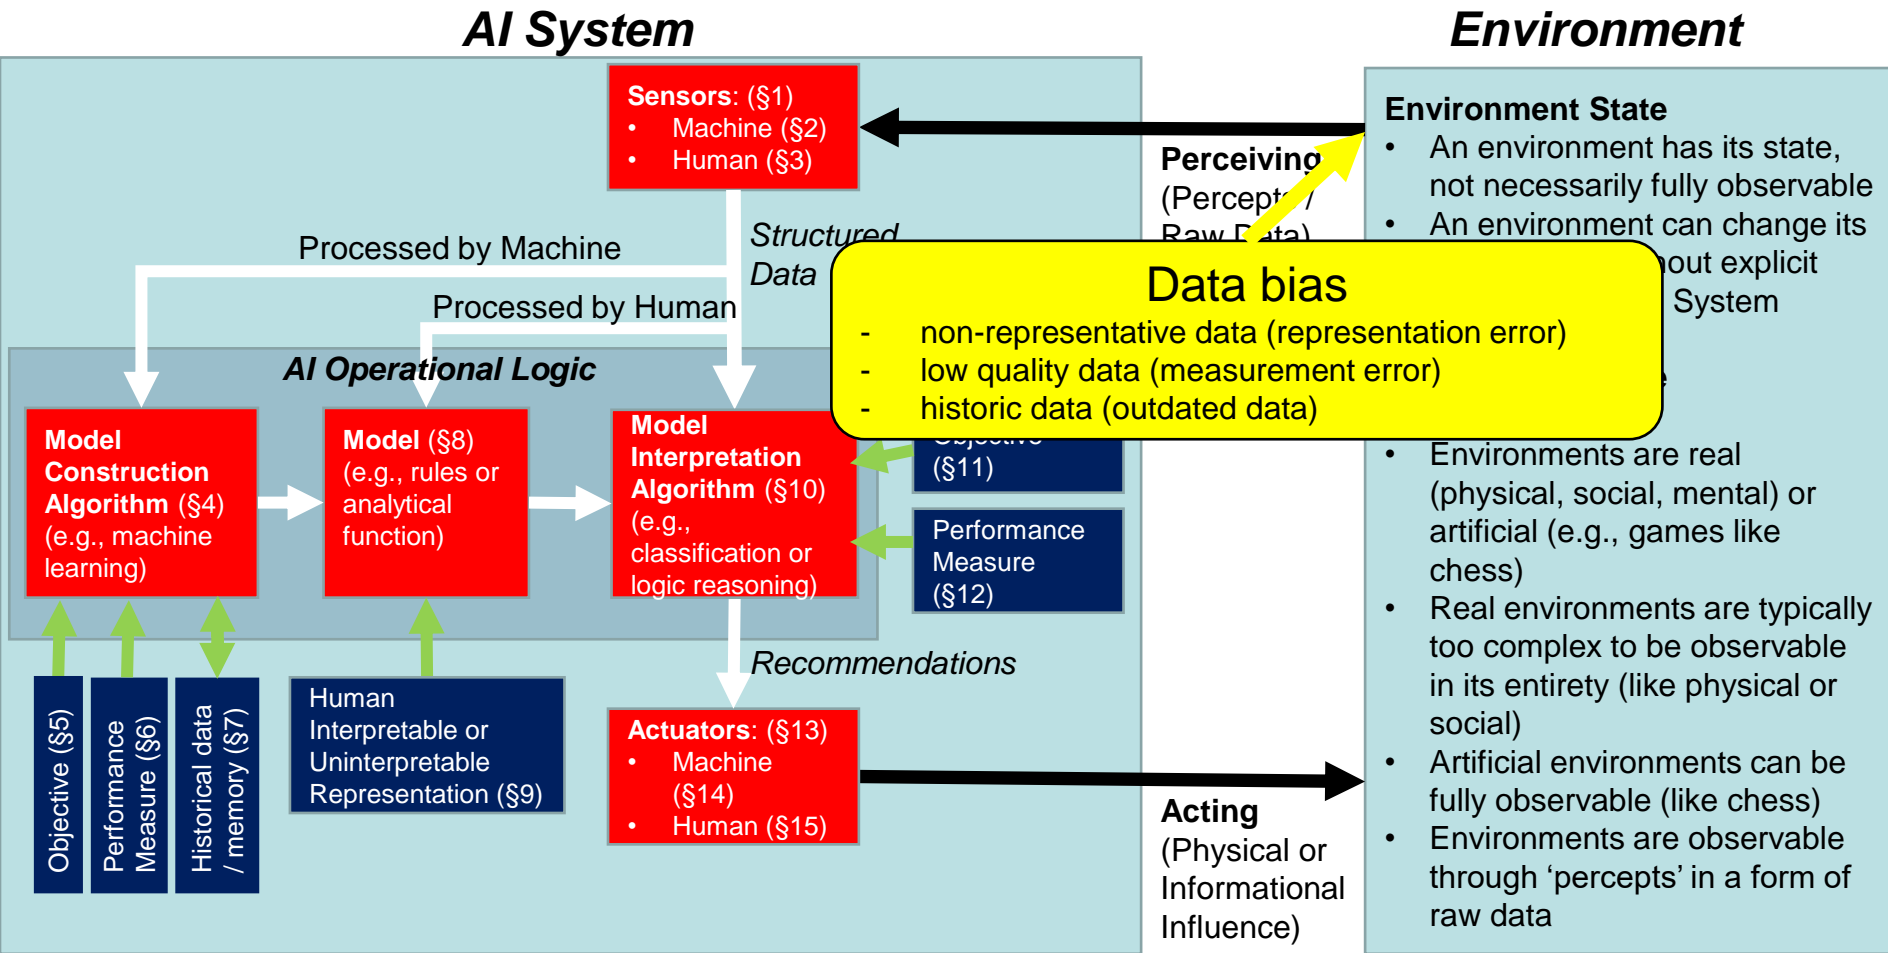 AI System
Environment
Sensors: (§1)
• Machine (§2)
• Human (§3)
Perceiving
(Percepts /
Raw Data)
Structured
Data
Processed by Machine
Processed by Human
AI Operational Logic
Model
Construction
Algorithm (§4)
(e.g., machine
learning)
Model (§8)
(e.g., rules or
analytical
function)
Model
Interpretation
Algorithm (§10)
(e.g.,
classification or
logic reasoning)
Objective
(§11)
Performance
Measure
(§12)
Objective (§5)
Performance
Measure (§6)
Historical data
/ memory (§7)
Human
Interpretable or
Uninterpretable
Representation (§9)
Recommendations
Actuators: (§13)
• Machine
(§14)
• Human (§15)
Acting
(Physical or
Informational
Influence)
Data bias
- non-representative data (representation error)
- low quality data (measurement error)
- historic data (outdated data)
Environment State
• An environment has its state,
not necessarily fully observable
• An environment can change its
explicit
System
• Environments are real
(physical, social, mental) or
artificial (e.g., games like
chess)
• Real environments are typically
too complex to be observable
in its entirety (like physical or
social)
• Artificial environments can be
fully observable (like chess)
• Environments are observable
through ‘percepts’ in a form of
raw data